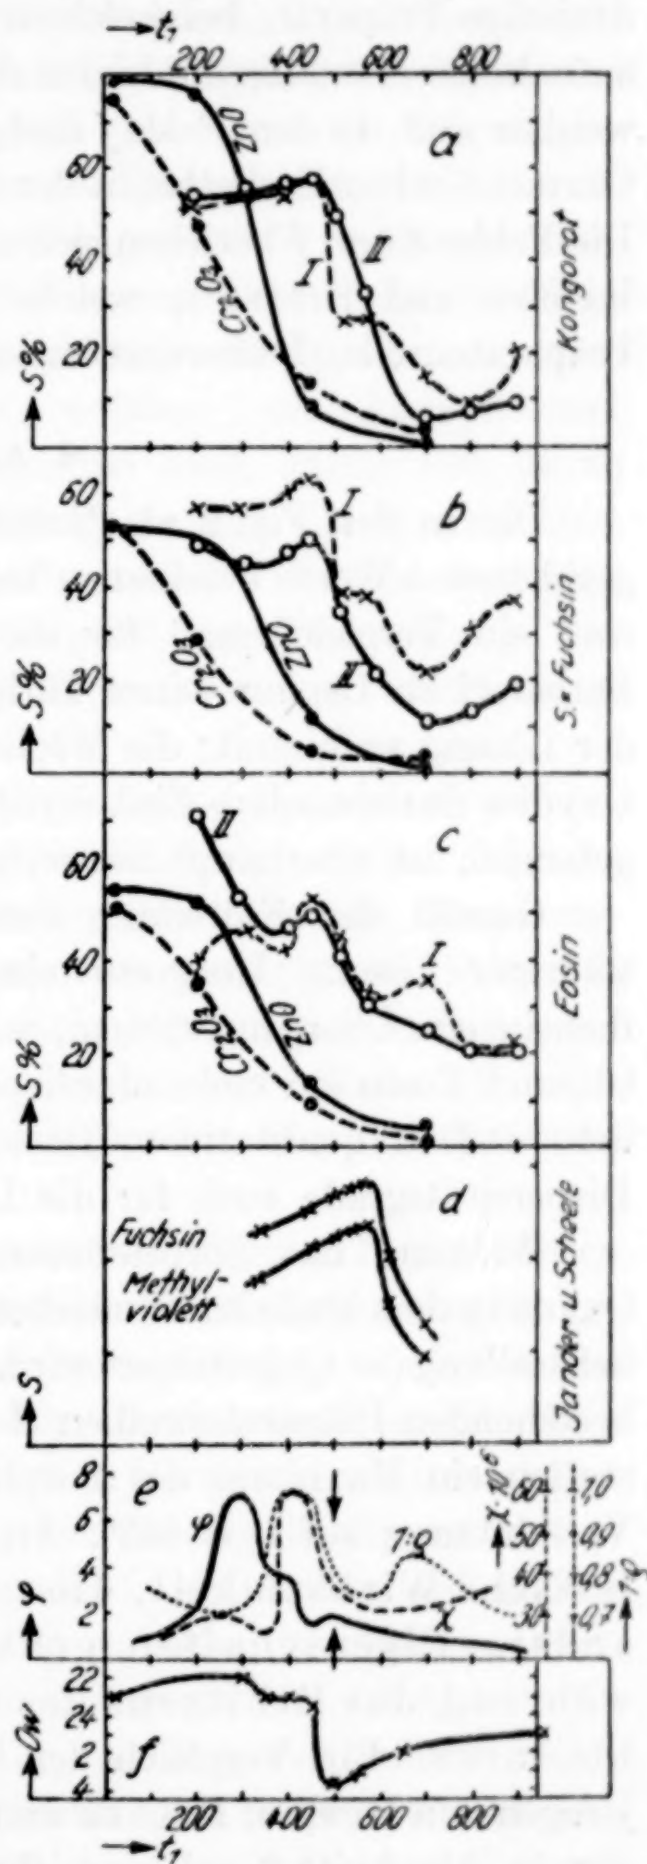 → t₁
200 400 600 800
60
40
20
S%
ZnO
Cr₂O₃
a
I
II
Kongorot
60
40
20
S%
ZnO
Cr₂O₃
b
I
II
S.-Fuchsin
60
40
20
S%
II
c
I
ZnO
Cr₂O₃
Eosin
S
Fuchsin
Methyl-
violett
d
Jander u. Scheele
8
6
4
2
φ
e
φ
1:ϱ
χ
→ χ·10⁶
60
50
40
30
1,0
0,9
0,8
0,7
→ 1:ϱ
22
24
2
4
Ow
f
200 400 600 800
→ t₁